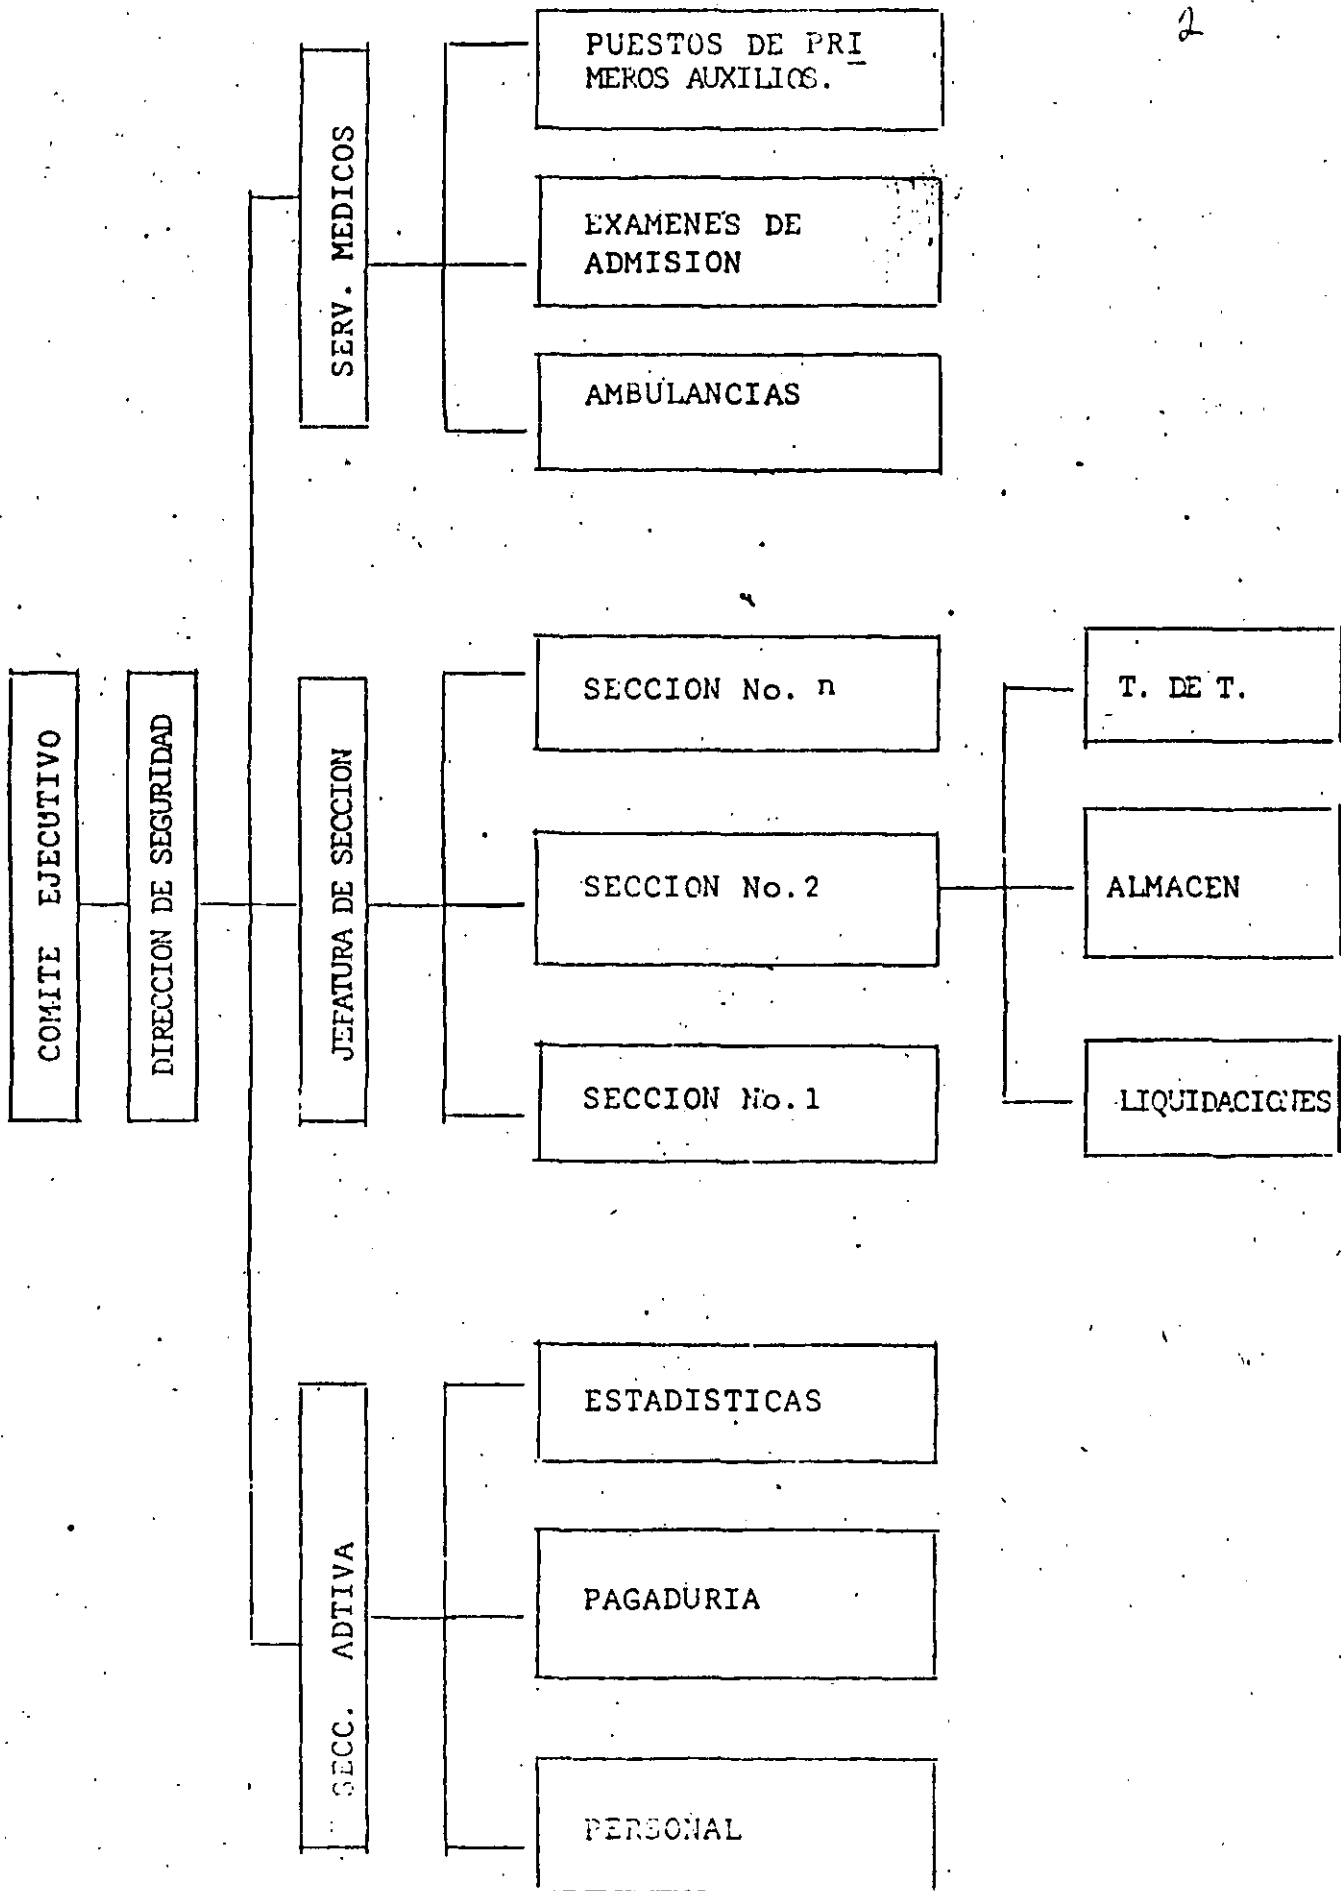 2
PUESTOS DE PRI
MEROS AUXILIOS.
EXAMENES DE
ADMISION
AMBULANCIAS
SERV. MEDICOS
COMITE EJECUTIVO
DIRECCION DE SEGURIDAD
JEFATURA DE SECCION
SECCION No. n
SECCION No.2
SECCION No.1
T. DE T.
ALMACEN
LIQUIDACIONES
SECC. ADTIVA
ESTADISTICAS
PAGADURIA
PERSONAL